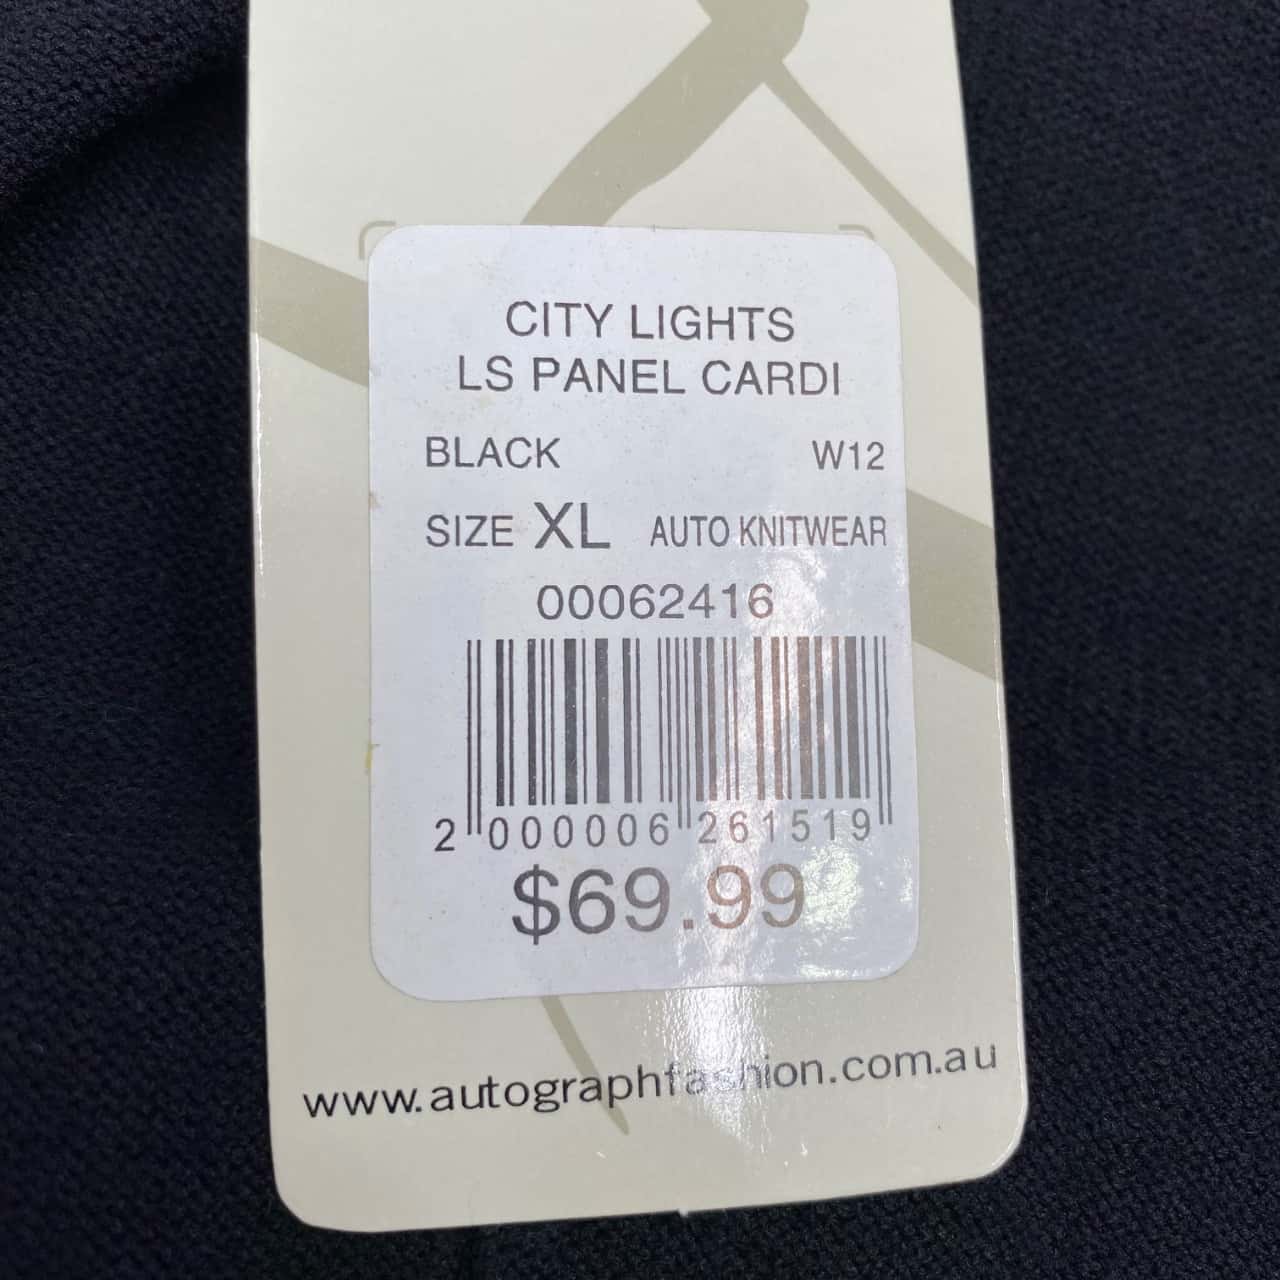 CITY LIGHTS
LS PANEL CARDI
BLACK W12
SIZE XL AUTO KNITWEAR
00062416
2 000006 261519
$69.99
www.autographfashion.com.au